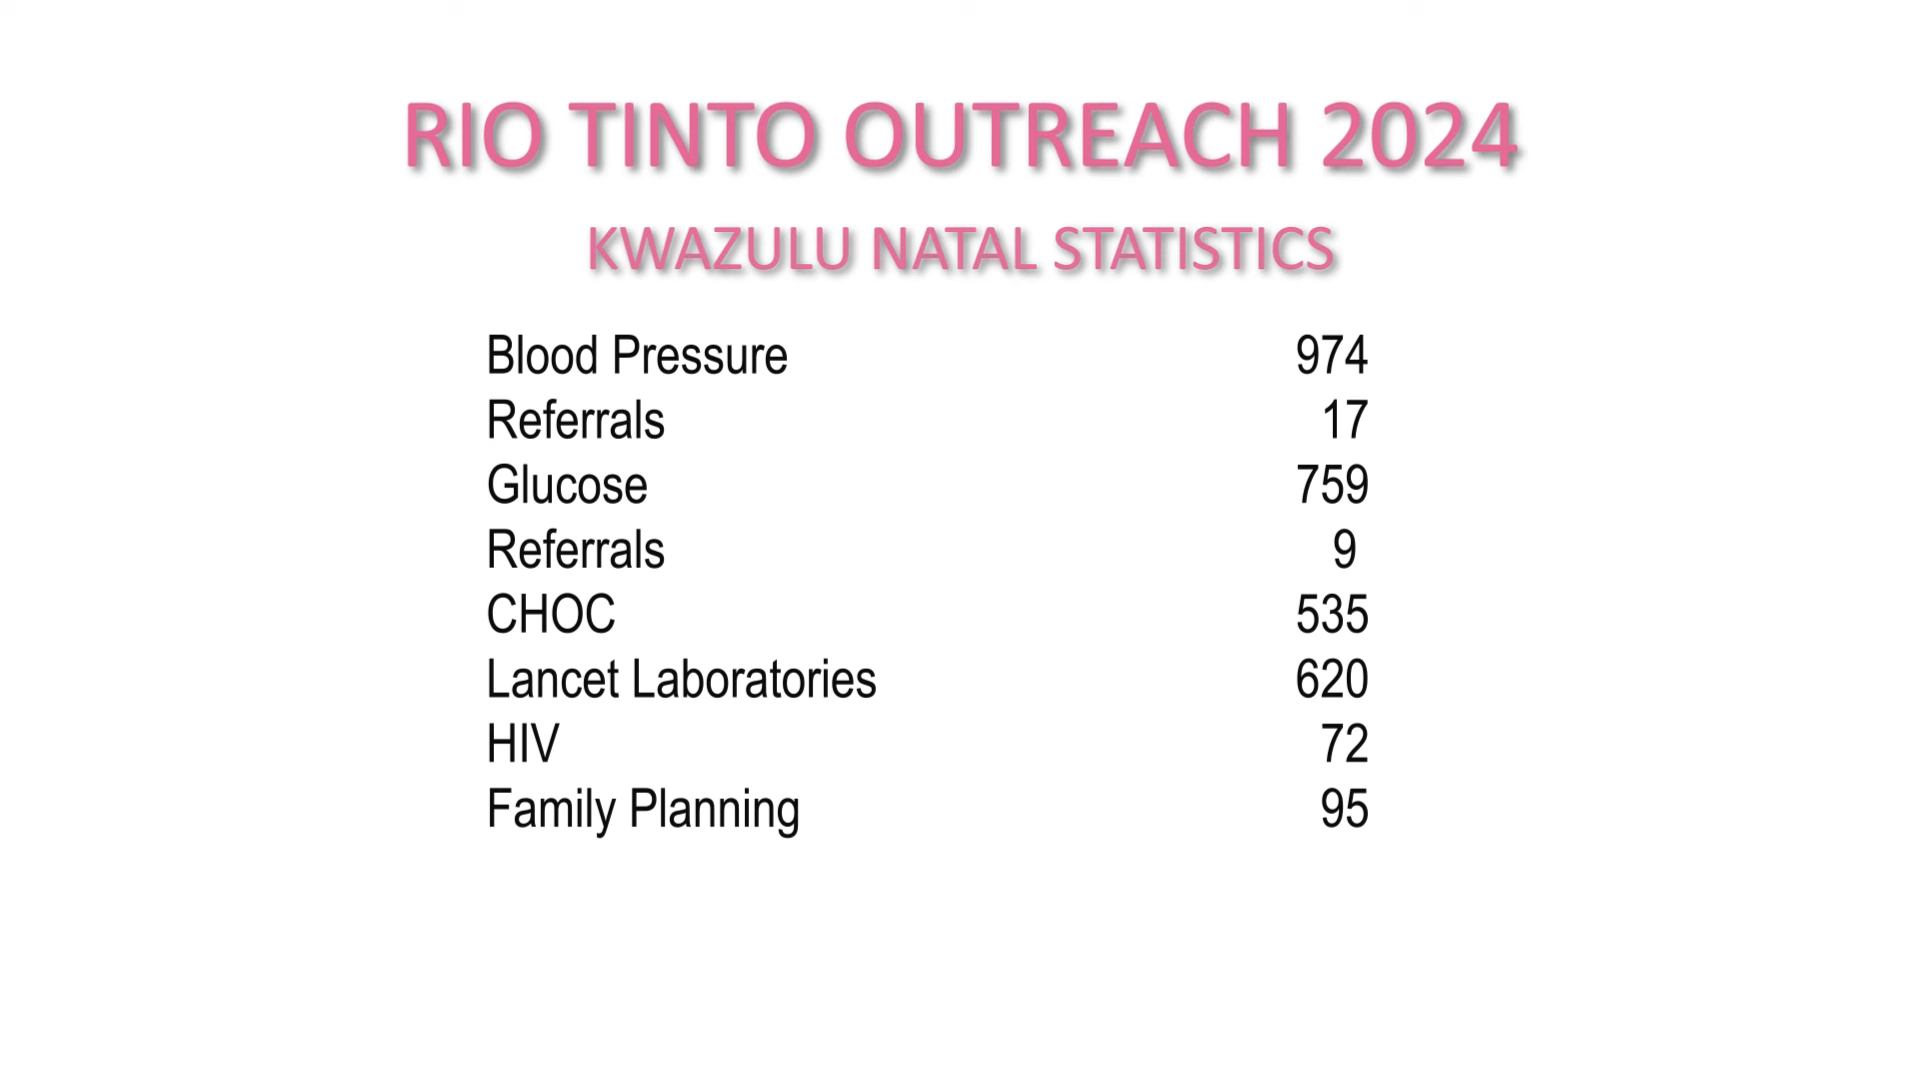 RIO TINTO OUTREACH 2024
KWAZULU NATAL STATISTICS
Blood Pressure 974
Referrals 17
Glucose 759
Referrals 9
CHOC 535
Lancet Laboratories 620
HIV 72
Family Planning 95